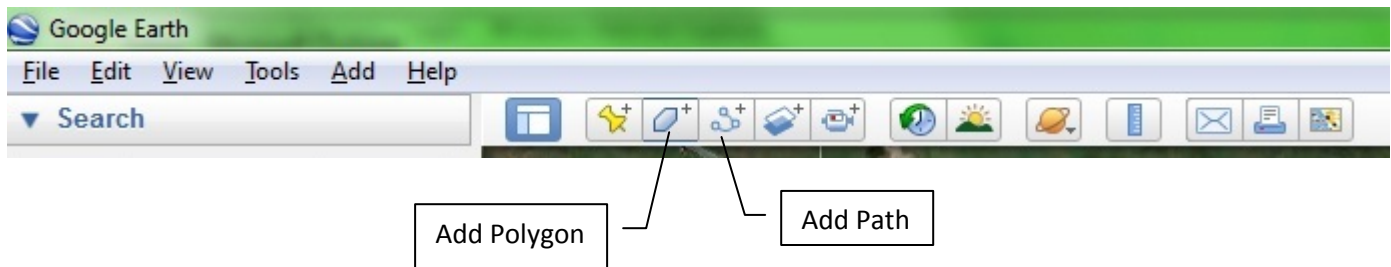 Google Earth
File Edit View Tools Add Help
Search
Add Polygon
Add Path